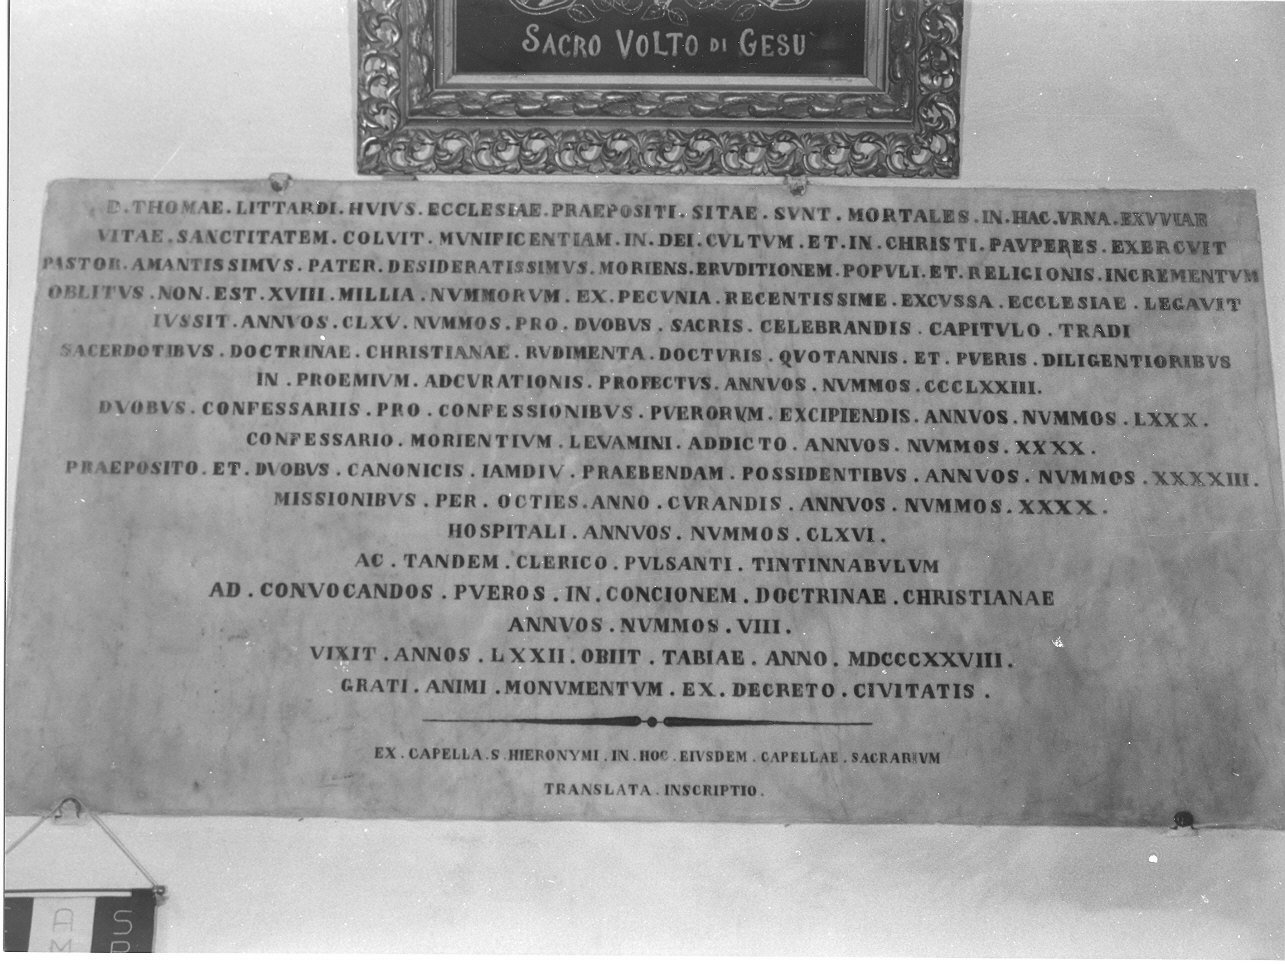 SACRO VOLTO DI GESU
D.THOMAE.LITTARDI.HVIVS.ECCLESIAE.PRAEPOSITI.SITAE.SVNT.MORTALES.IN.HAC.VRNA.EXVVIAE
VITAE.SANCTITATEM.COLVIT.MVNIFICENTIAM.IN.DEI.CVLTVM.ET.IN.CHRISTI.PAVPERES.EXERCVIT
PASTOR.AMANTISSIMVS.PATER.DESIDERATISSIMVS.MORIENS.ERVDITIONEM.POPVLI.ET.RELIGIONIS.INCREMENTVM
OBLITVS.NON.EST.XVIII.MILLIA.NVMMORVM.EX.PECVNIA.RECENTISSIME.EXCVSSA.ECCLESIAE.LEGAVIT
IVSSIT.ANNVOS.CLXV.NVMMOS.PRO.DVOBVS.SACRIS.CELEBRANDIS.CAPITVLO.TRADI
SACERDOTIBVS.DOCTRINAE.CHRISTIANAE.RVDIMENTA.DOCTVRIS.QVOTANNIS.ET.PVERIS.DILIGENTIORIBVS
IN.PROEMIVM.ADCVRATIONIS.PROFECTVS.ANNVOS.NVMMOS.CCCLXXIII.
DVOBVS.CONFESSARIIS.PRO.CONFESSIONIBVS.PVERORVM.EXCIPIENDIS.ANNVOS.NVMMOS.LXXX.
CONFESSARIO.MORIENTIVM.LEVAMINI.ADDICTO.ANNVOS.NVMMOS.XXXX.
PRAEPOSITO.ET.DVOBVS.CANONICIS.IAMDIV.PRAEBENDAM.POSSIDENTIBVS.ANNVOS.NVMMOS.XXXXIII.
MISSIONIBVS.PER.OCTIES.ANNO.CVRANDIS.ANNVOS.NVMMOS.XXXX.
HOSPITALI.ANNVOS.NVMMOS.CLXVI.
AC.TANDEM.CLERICO.PVLSANTI.TINTINNABVLVM
AD.CONVOCANDOS.PVEROS.IN.CONCIONEM.DOCTRINAE.CHRISTIANAE
ANNVOS.NVMMOS.VIII.
VIXIT.ANNOS.LXXII.OBIIT.TABIAE.ANNO.MDCCCXXVIII.
GRATI.ANIMI.MONVMENTVM.EX.DECRETO.CIVITATIS.
EX.CAPELLA.S.HIERONYMI.IN.HOC.EIVSDEM.CAPELLAE.SACRARIVM
TRANSLATA.INSCRIPTIO.
A S
M P